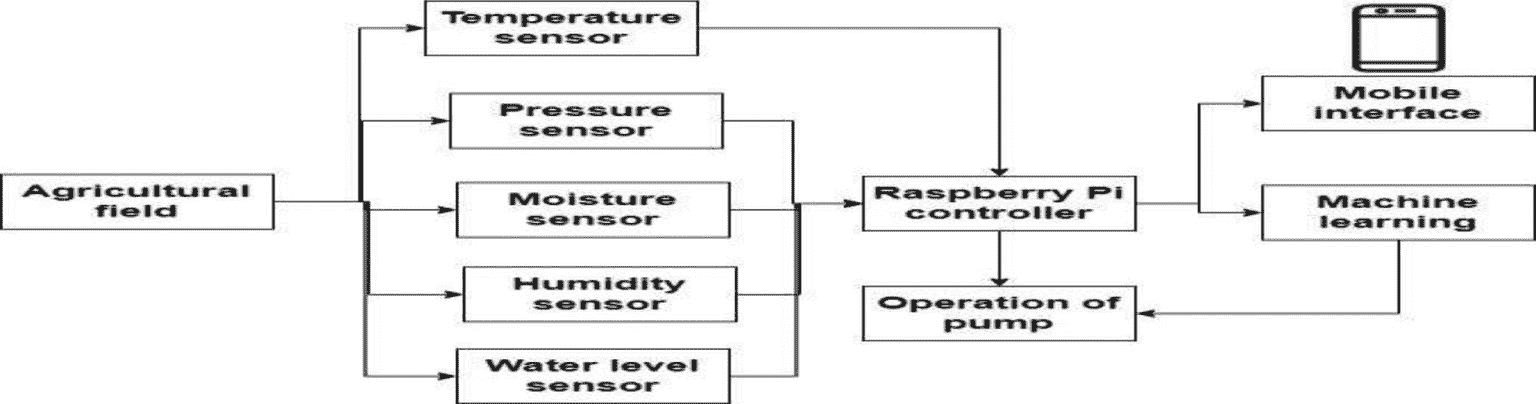 Temperature
sensor
Pressure
sensor
Agricultural
field
Moisture
sensor
Humidity
sensor
Water level
sensor
Raspberry Pi
controller
Operation of
pump
Mobile
interface
Machine
learning